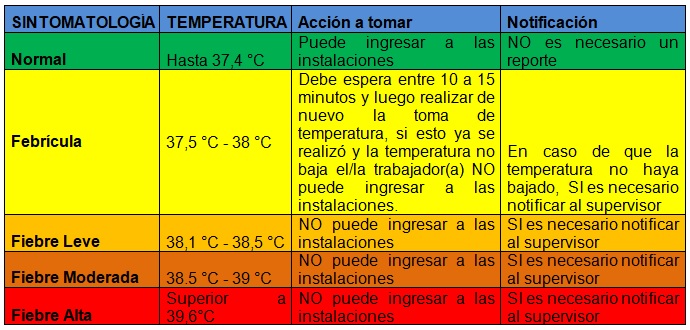 SINTOMATOLOGÌA TEMPERATURA Acción a tomar Notificación
Normal
Hasta 37,4 °C
Puede ingresar a las
instalaciones
NO es necesario un
reporte
Febrícula
37,5 °C - 38 °C
Debe espera entre 10 a 15
minutos y luego realizar de
nuevo la toma de
temperatura, si esto ya se
realizó y la temperatura no
baja el/la trabajador(a) NO
puede ingresar a las
instalaciones.
En caso de que la
temperatura no haya
bajado, SI es necesario
notificar al supervisor
Fiebre Leve
38,1 °C - 38,5 °C
NO puede ingresar a las
instalaciones
SI es necesario notificar
al supervisor
Fiebre Moderada
38.5 °C - 39 °C
NO puede ingresar a las
instalaciones
SI es necesario notificar
al supervisor
Fiebre Alta
Superior a
39,6°C
NO puede ingresar a las
instalaciones
SI es necesario notificar
al supervisor